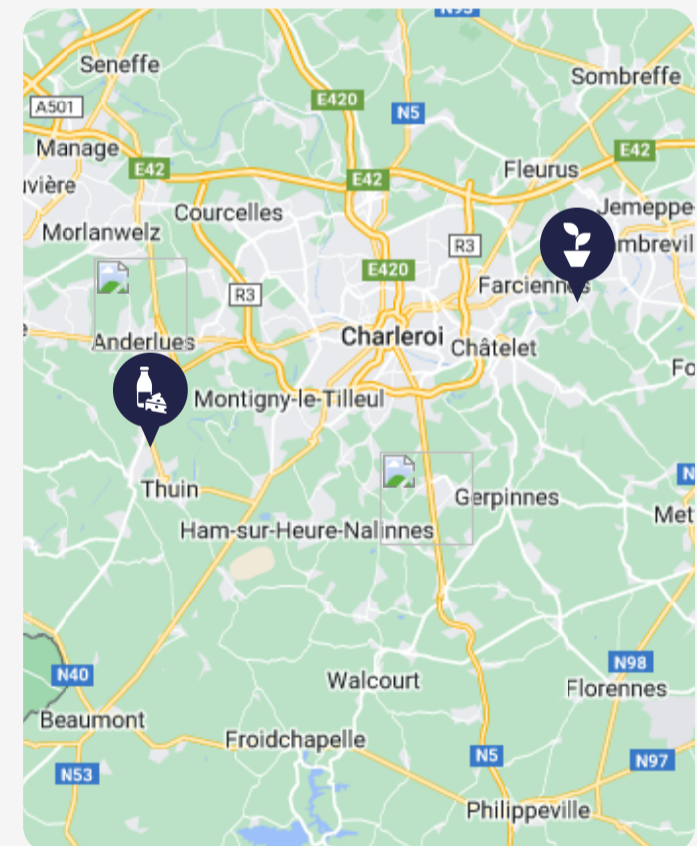 N93
Seneffe
Sombreffe
A501
E420
N5
Manage
E42
E42
Fleurus
E42
uvière
Courcelles
Jemeppe-
Morlanwelz
R3
mbrevil
E420
Farciennes
R3
Anderlues
Charleroi
Châtelet
Fo
Montigny-le-Tilleul
N
Thuin
Gerpinnes
Met
Ham-sur-Heure-Nalinnes
N98
N40
Walcourt
Florennes
Beaumont
Froidchapelle
N5
N97
N53
Philippeville